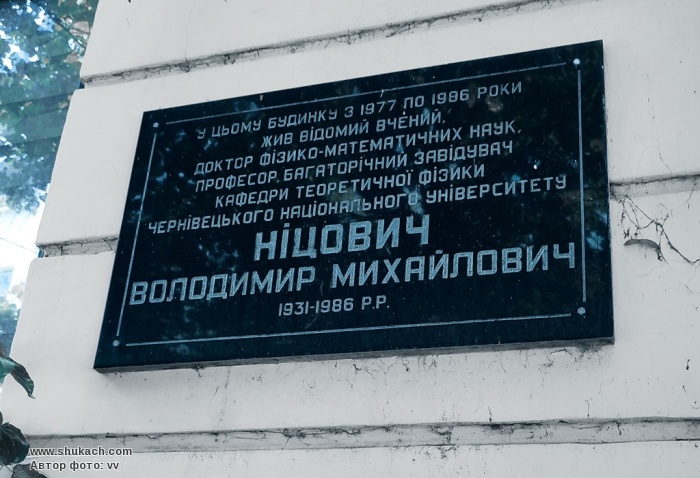 У ЦЬОМУ БУДИНКУ З 1977 ПО 1986 РОКИ
ЖИВ ВІДОМИЙ ВЧЕНИЙ,
ДОКТОР ФІЗИКО-МАТЕМАТИЧНИХ НАУК,
ПРОФЕСОР, БАГАТОРІЧНИЙ ЗАВІДУВАЧ
КАФЕДРИ ТЕОРЕТИЧНОЇ ФІЗИКИ
ЧЕРНІВЕЦЬКОГО НАЦІОНАЛЬНОГО УНІВЕРСИТЕТУ
НІЦОВИЧ
ВОЛОДИМИР МИХАЙЛОВИЧ
1931-1986 Р.Р.
www.shukach.com
Автор фото: vv